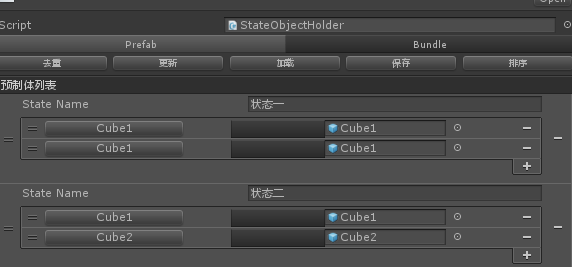 Open
Script StateObjectHolder
Prefab Bundle
去重 更新 加载 保存 排序
预制体列表
State Name 状态一
Cube1 Cube1
Cube1 Cube1
State Name 状态二
Cube1 Cube1
Cube2 Cube2